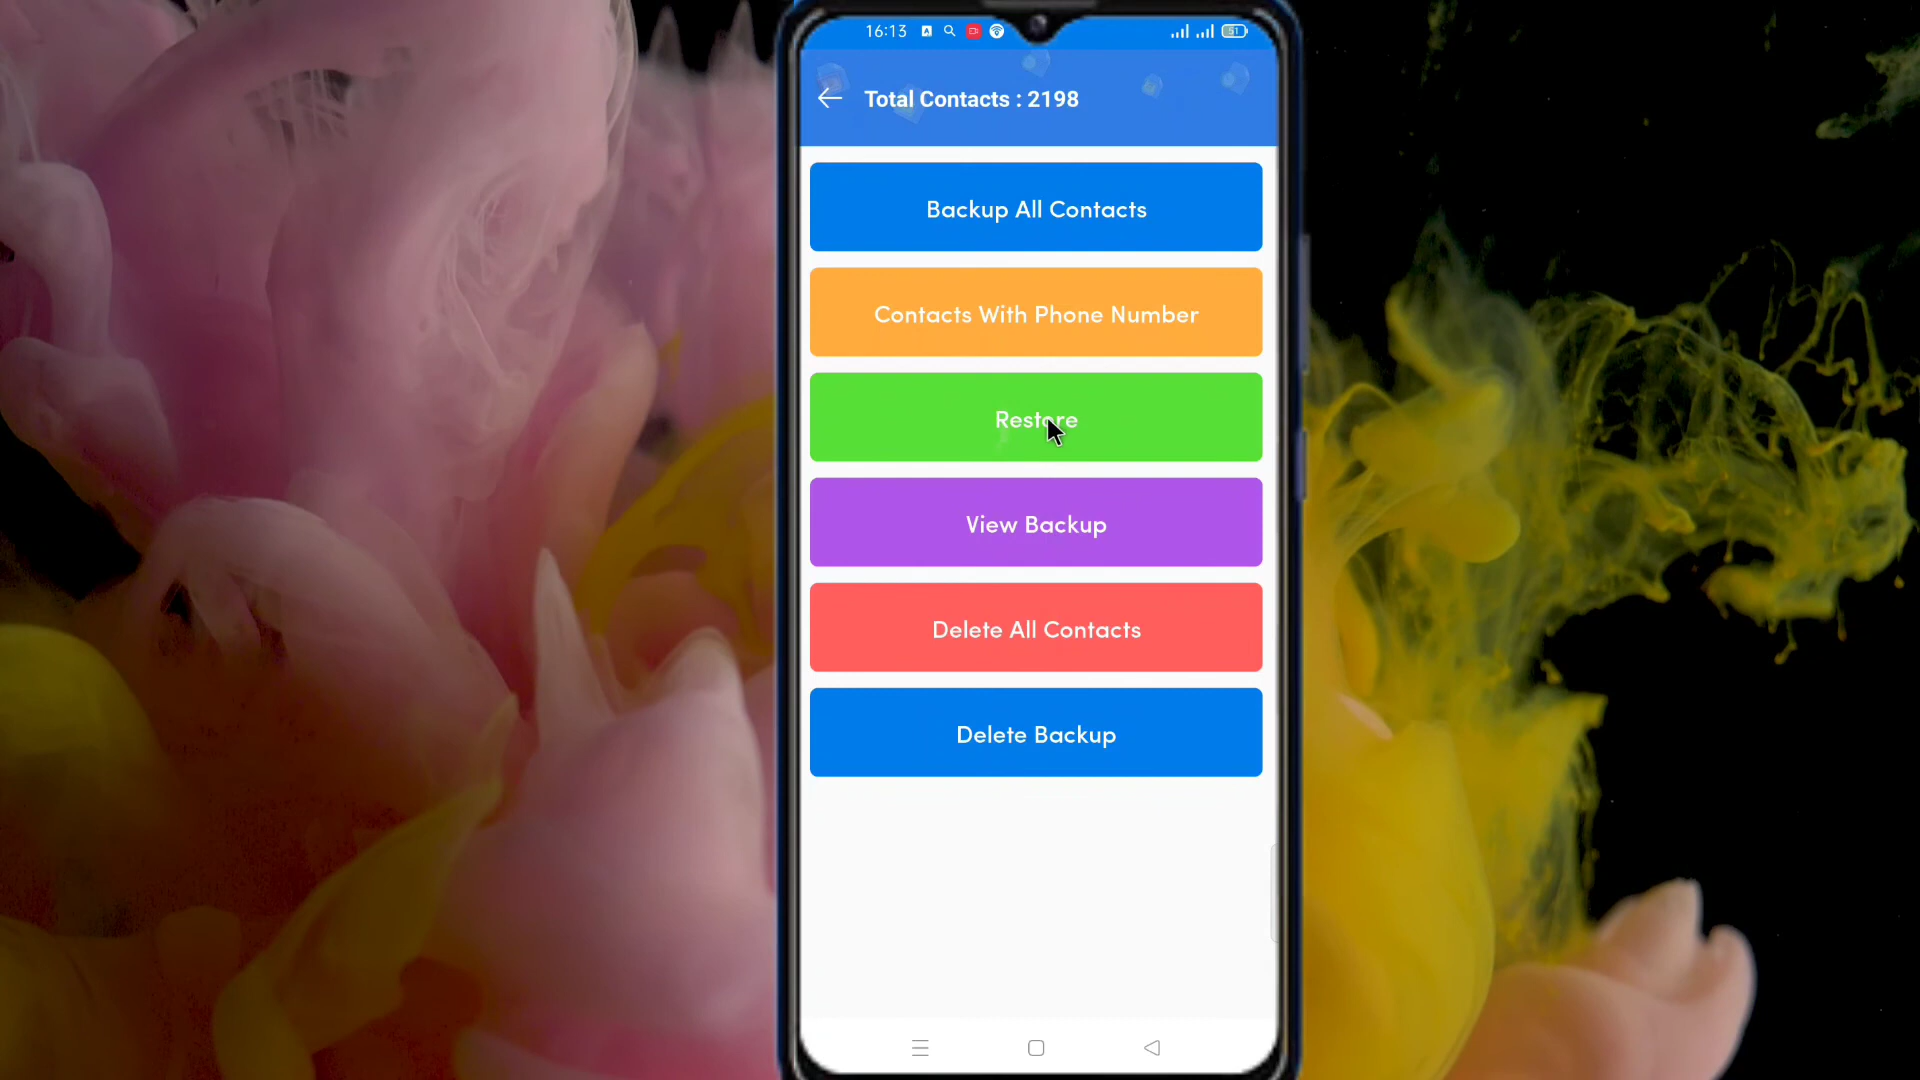 16:13
51
Total Contacts : 2198
Backup All Contacts
Contacts With Phone Number
Restore
View Backup
Delete All Contacts
Delete Backup